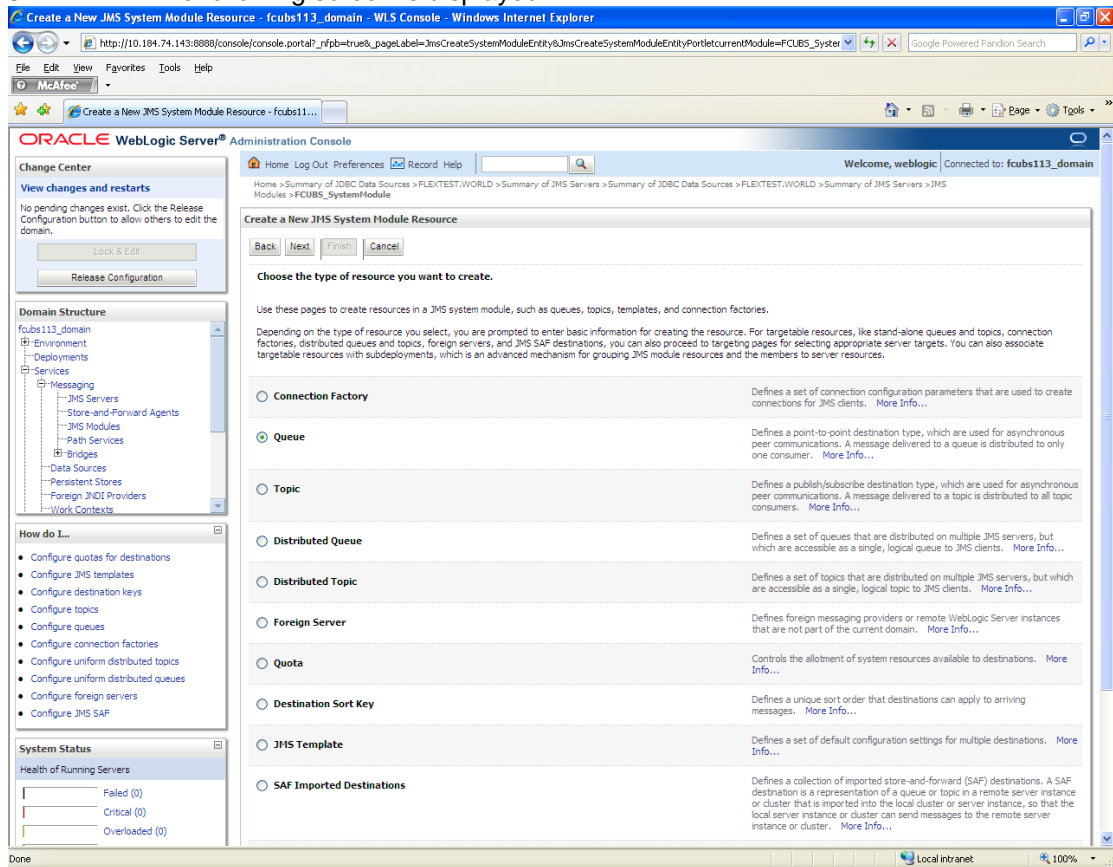 Create a New JMS System Module Resource - fcubs113_domain - WLS Console - Windows Internet Explorer
http://10.184.74.143:8888/console/console.portal?_nfpb=true&_pageLabel=JmsCreateSystemModuleEntity&JmsCreateSystemModuleEntityPortletcurrentModule=FCUBS_System
Google Powered Pandion Search
File Edit View Favorites Tools Help
McAfee
Create a New JMS System Module Resource - fcubs11...
Page
Tools
ORACLE WebLogic Server® Administration Console
Change Center
View changes and restarts
No pending changes exist. Click the Release
Configuration button to allow others to edit the
domain.
Lock & Edit
Release Configuration
Domain Structure
fcubs113_domain
Environment
Deployments
Services
Messaging
JMS Servers
Store-and-Forward Agents
JMS Modules
Path Services
Bridges
Data Sources
Persistent Stores
Foreign JNDI Providers
Work Contexts
How do I...
Configure quotas for destinations
Configure JMS templates
Configure destination keys
Configure topics
Configure queues
Configure connection factories
Configure uniform distributed topics
Configure uniform distributed queues
Configure foreign servers
Configure JMS SAF
System Status
Health of Running Servers
Failed (0)
Critical (0)
Overloaded (0)
Home Log Out Preferences Record Help
Welcome, weblogic Connected to: fcubs113_domain
Home >Summary of JDBC Data Sources >FLEXTEST.WORLD >Summary of JMS Servers >Summary of JDBC Data Sources >FLEXTEST.WORLD >Summary of JMS Servers >JMS
Modules >FCUBS_SystemModule
Create a New JMS System Module Resource
Back Next Finish Cancel
Choose the type of resource you want to create.
Use these pages to create resources in a JMS system module, such as queues, topics, templates, and connection factories.
Depending on the type of resource you select, you are prompted to enter basic information for creating the resource. For targetable resources, like stand-alone queues and topics, connection
factories, distributed queues and topics, foreign servers, and JMS SAF destinations, you can also proceed to targeting pages for selecting appropriate server targets. You can also associate
targetable resources with subdeployments, which is an advanced mechanism for grouping JMS module resources and the members to server resources.
Connection Factory
Defines a set of connection configuration parameters that are used to create
connections for JMS clients. More Info...
Queue
Defines a point-to-point destination type, which are used for asynchronous
peer communications. A message delivered to a queue is distributed to only
one consumer. More Info...
Topic
Defines a publish/subscribe destination type, which are used for asynchronous
peer communications. A message delivered to a topic is distributed to all topic
consumers. More Info...
Distributed Queue
Defines a set of queues that are distributed on multiple JMS servers, but
which are accessible as a single, logical queue to JMS clients. More Info...
Distributed Topic
Defines a set of topics that are distributed on multiple JMS servers, but which
are accessible as a single, logical topic to JMS clients. More Info...
Foreign Server
Defines foreign messaging providers or remote WebLogic Server instances
that are not part of the current domain. More Info...
Quota
Controls the allotment of system resources available to destinations. More
Info...
Destination Sort Key
Defines a unique sort order that destinations can apply to arriving
messages. More Info...
JMS Template
Defines a set of default configuration settings for multiple destinations. More
Info...
SAF Imported Destinations
Defines a collection of imported store-and-forward (SAF) destinations. A SAF
destination is a representation of a queue or topic in a remote server instance
or cluster that is imported into the local cluster or server instance, so that the
local server instance or cluster can send messages to the remote server
instance or cluster. More Info...
Done
Local intranet
100%